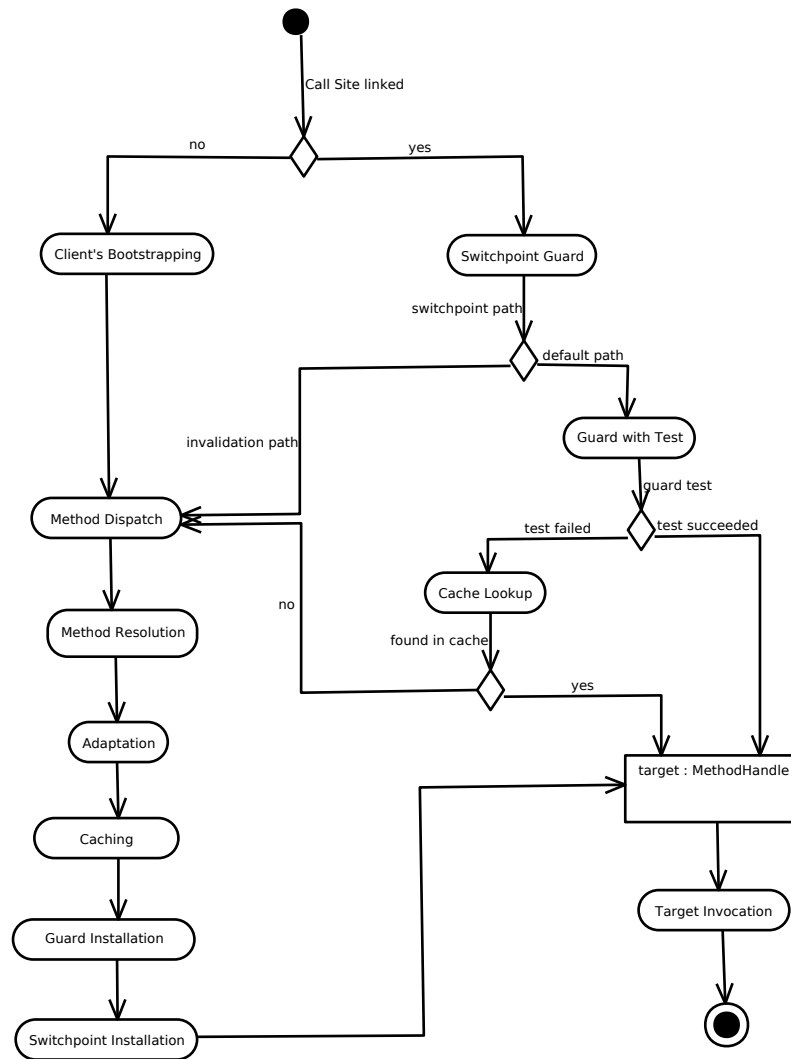 Call Site linked
no
yes
Client's Bootstrapping
Switchpoint Guard
switchpoint path
default path
invalidation path
Guard with Test
guard test
Method Dispatch
test failed
test succeeded
Cache Lookup
no
found in cache
Method Resolution
yes
Adaptation
target : MethodHandle
Caching
Target Invocation
Guard Installation
Switchpoint Installation